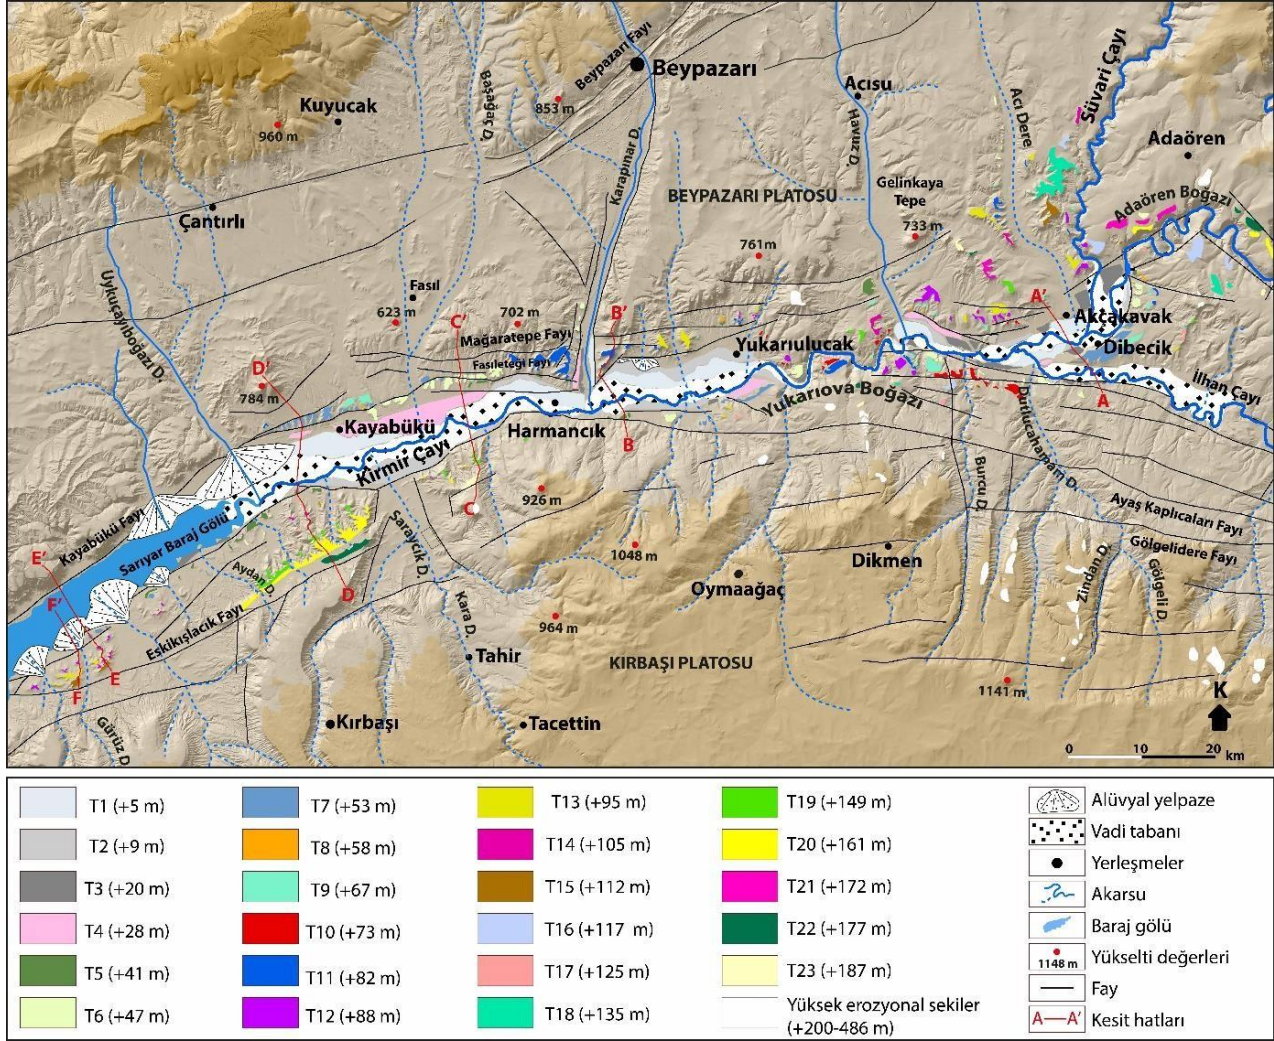 Beypazarı Fayı
Beypazarı
Süvari Çayı
Kuyucak
960 m
Başağaç D.
853 m
Acısu
Acı Dere
Adaören
Karapınar D.
Havuz D.
Gelinkaya
Tepe
733 m
BEYPAZARI PLATOSU
Adaören Boğazı
Çantırlı
761m
Uykuçayıboğazı D.
Fasıl
623 m
702 m
C'
B'
A'
Mağaratepe Fayı
Fasıleteği Fayı
Akçakavak
Dibecik
Yukarıulucak
D'
784 m
İlhan Çayı
Yukarıova Boğazı
A
Kayabükü
Harmancık
B
Kirmir Çayı
Dutlucahamam D.
Burcu D.
926 m
C
Ayaş Kaplıcaları Fayı
Kayabükü Fayı
Sarıyar Baraj Gölü
Saraycık D.
1048 m
Dikmen
Gölgelidere Fayı
E'
Aydan D.
Zindan D.
Gölgeli D.
Oymaağaç
F'
D
Eskikışlacık Fayı
Kara D
964 m
Tahir
KIRBAŞI PLATOSU
E
F
1141 m
K
Gürüz D
Kırbaşı
Tacettin
0 10 20 km
T1 (+5 m)
T2 (+9 m)
T3 (+20 m)
T4 (+28 m)
T5 (+41 m)
T6 (+47 m)
T7 (+53 m)
T8 (+58 m)
T9 (+67 m)
T10 (+73 m)
T11 (+82 m)
T12 (+88 m)
T13 (+95 m)
T14 (+105 m)
T15 (+112 m)
T16 (+117 m)
T17 (+125 m)
T18 (+135 m)
T19 (+149 m)
T20 (+161 m)
T21 (+172 m)
T22 (+177 m)
T23 (+187 m)
Yüksek erozyonal sekiler
(+200-486 m)
Alüvyal yelpaze
Vadi tabanı
Yerleşmeler
Akarsu
Baraj gölü
1148 m Yükselti değerleri
Fay
A—A' Kesit hatları